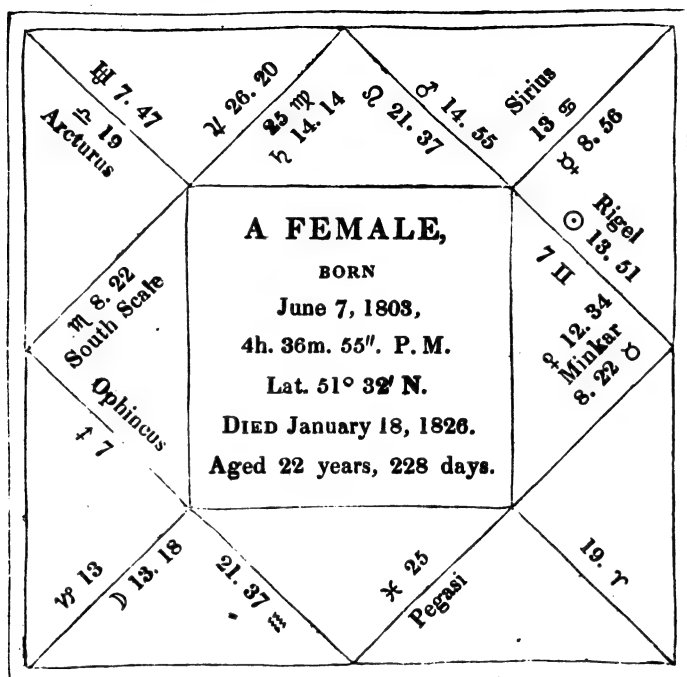 ♅ 7. 47
♎ 19
Arcturus
♃ 26. 20
25 ♍
♄ 14. 14
♌ 21. 37
♂ 14. 55
Sirius
13 ♋
☿ 8. 56
Rigel
☉ 13. 51
7 ♊
♀ 12. 34
Minkar
8. 22 ♉
♏ 8. 22
South Scale
Ophincus
♐ 7
A FEMALE,
BORN
June 7, 1803,
4h. 36m. 55″. P. M.
Lat. 51° 32′ N.
DIED January 18, 1826.
Aged 22 years, 228 days.
♑ 13
☽ 13. 18
21. 37 ♒
♓ 25
Pegasi
19. ♈